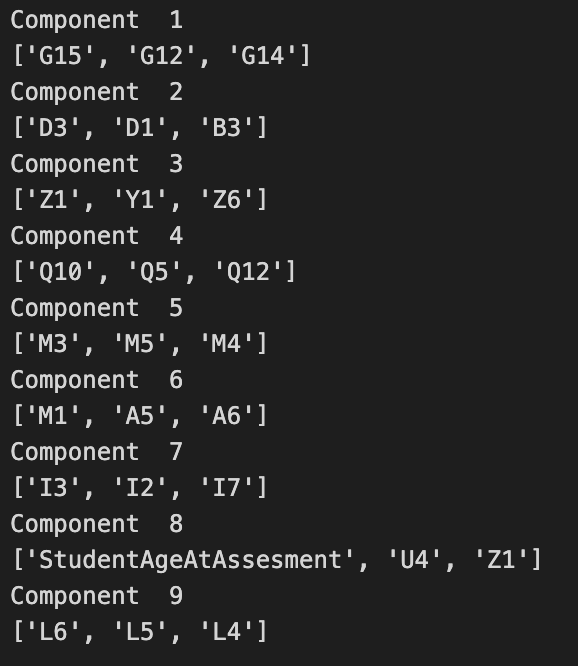 Component  1
['G15', 'G12', 'G14']
Component  2
['D3', 'D1', 'B3']
Component  3
['Z1', 'Y1', 'Z6']
Component  4
['Q10', 'Q5', 'Q12']
Component  5
['M3', 'M5', 'M4']
Component  6
['M1', 'A5', 'A6']
Component  7
['I3', 'I2', 'I7']
Component  8
['StudentAgeAtAssesment', 'U4', 'Z1']
Component  9
['L6', 'L5', 'L4']